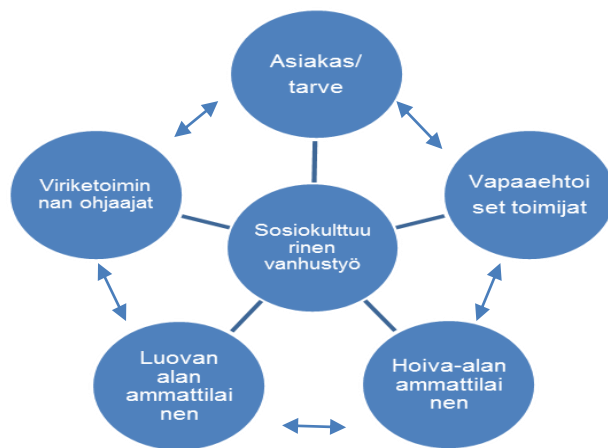 Asiakas/
tarve
Viriketoimin
nan ohjaajat
Vapaaehtoi
set toimijat
Sosiokulttuu
rinen
vanhustyö
Luovan
alan
ammattilai
nen
Hoiva-alan
ammattilai
nen